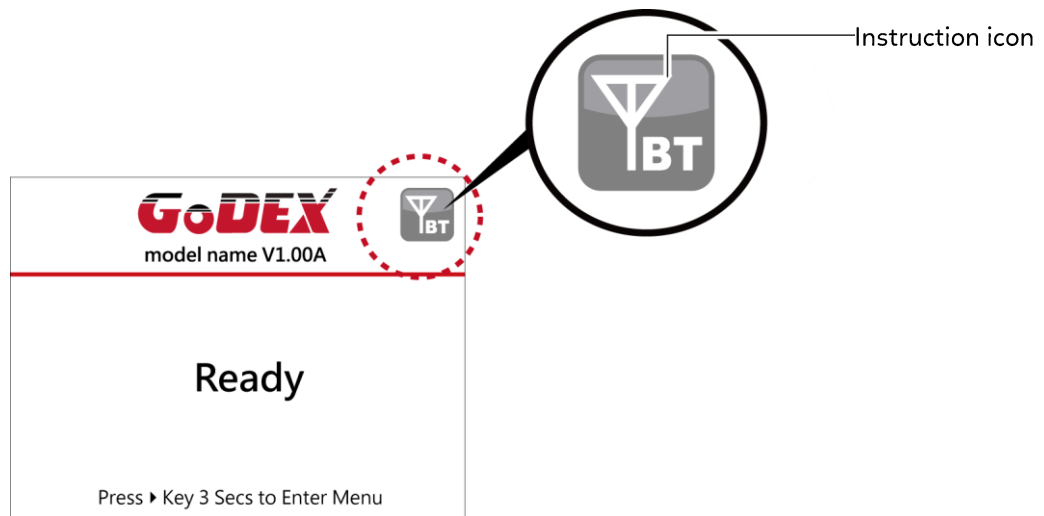 Instruction icon
BT
GoDEX
BT
model name V1.00A
Ready
Press ▸ Key 3 Secs to Enter Menu